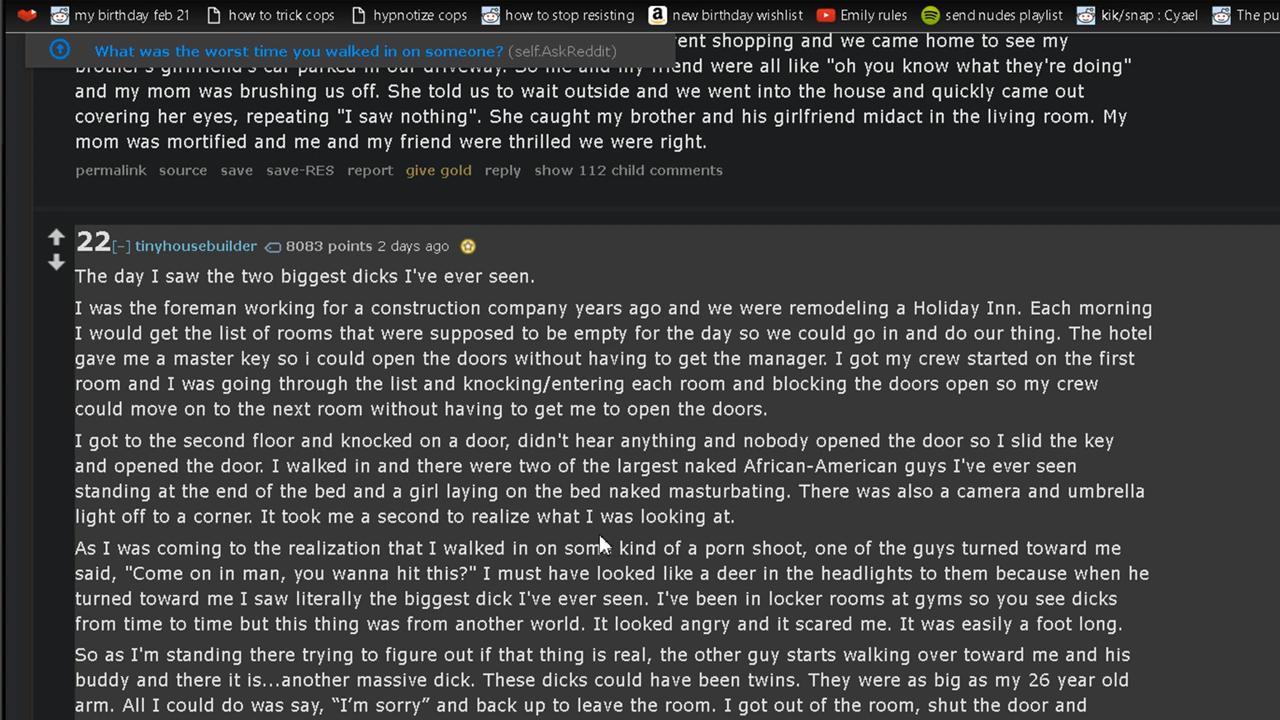 my birthday feb 21 how to trick cops hypnotize cops how to stop resisting new birthday wishlist Emily rules send nudes playlist kik/snap : Cyael The pu
What was the worst time you walked in on someone? (self.AskReddit) ent shopping and we came home to see my
brother's girlfriend's car parked in our driveway. So me and my friend were all like "oh you know what they're doing"
and my mom was brushing us off. She told us to wait outside and we went into the house and quickly came out
covering her eyes, repeating "I saw nothing". She caught my brother and his girlfriend midact in the living room. My
mom was mortified and me and my friend were thrilled we were right.
permalink source save save-RES report give gold reply show 112 child comments
22 [–] tinyhousebuilder 8083 points 2 days ago
The day I saw the two biggest dicks I've ever seen.
I was the foreman working for a construction company years ago and we were remodeling a Holiday Inn. Each morning
I would get the list of rooms that were supposed to be empty for the day so we could go in and do our thing. The hotel
gave me a master key so i could open the doors without having to get the manager. I got my crew started on the first
room and I was going through the list and knocking/entering each room and blocking the doors open so my crew
could move on to the next room without having to get me to open the doors.
I got to the second floor and knocked on a door, didn't hear anything and nobody opened the door so I slid the key
and opened the door. I walked in and there were two of the largest naked African-American guys I've ever seen
standing at the end of the bed and a girl laying on the bed naked masturbating. There was also a camera and umbrella
light off to a corner. It took me a second to realize what I was looking at.
As I was coming to the realization that I walked in on some kind of a porn shoot, one of the guys turned toward me
said, "Come on in man, you wanna hit this?" I must have looked like a deer in the headlights to them because when he
turned toward me I saw literally the biggest dick I've ever seen. I've been in locker rooms at gyms so you see dicks
from time to time but this thing was from another world. It looked angry and it scared me. It was easily a foot long.
So as I'm standing there trying to figure out if that thing is real, the other guy starts walking over toward me and his
buddy and there it is...another massive dick. These dicks could have been twins. They were as big as my 26 year old
arm. All I could do was say, “I’m sorry” and back up to leave the room. I got out of the room, shut the door and